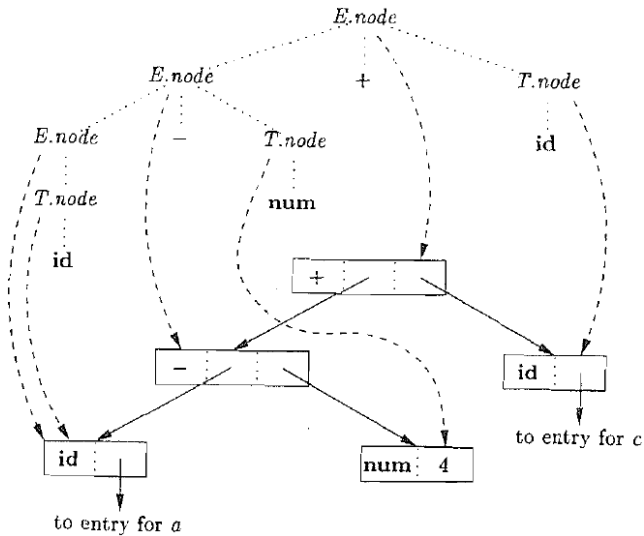 E.node
E.node + T.node
E.node − T.node id
T.node num
id
+
− id
to entry for c
id num 4
to entry for a